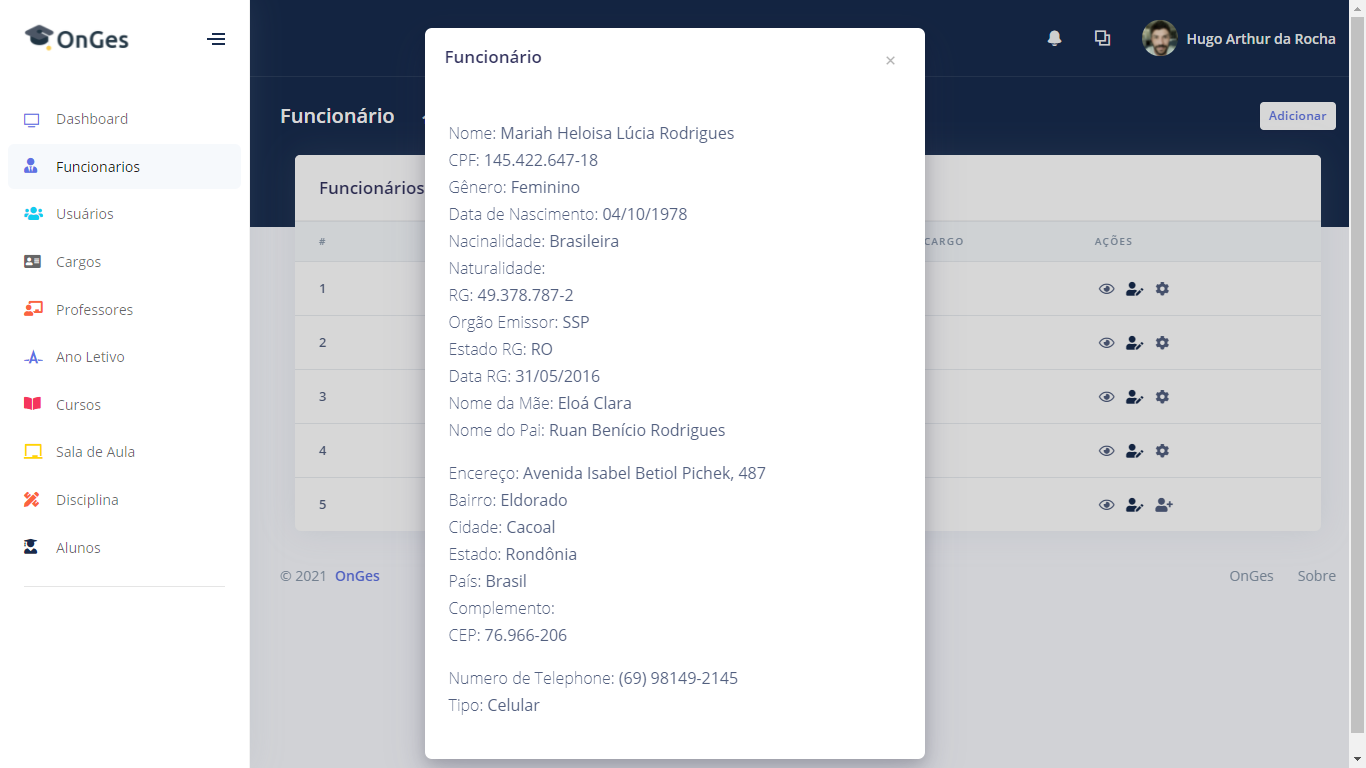 OnGes
Dashboard
Funcionarios
Usuários
Cargos
Professores
Ano Letivo
Cursos
Sala de Aula
Disciplina
Alunos
Hugo Arthur da Rocha
Funcionário
Adicionar
Funcionários
# CARGO AÇÕES
1
2
3
4
5
© 2021 OnGes
OnGes Sobre
Funcionário ×
Nome: Mariah Heloisa Lúcia Rodrigues
CPF: 145.422.647-18
Gênero: Feminino
Data de Nascimento: 04/10/1978
Nacinalidade: Brasileira
Naturalidade:
RG: 49.378.787-2
Orgão Emissor: SSP
Estado RG: RO
Data RG: 31/05/2016
Nome da Mãe: Eloá Clara
Nome do Pai: Ruan Benício Rodrigues
Encereço: Avenida Isabel Betiol Pichek, 487
Bairro: Eldorado
Cidade: Cacoal
Estado: Rondônia
País: Brasil
Complemento:
CEP: 76.966-206
Numero de Telephone: (69) 98149-2145
Tipo: Celular